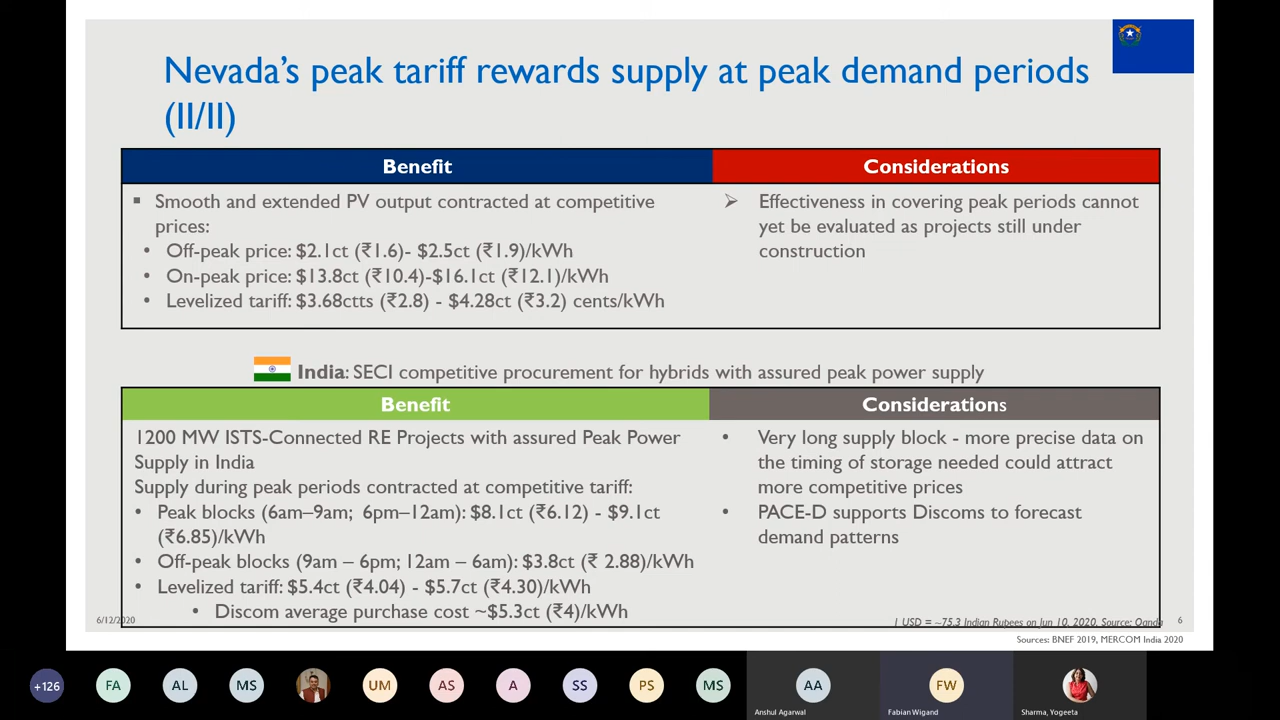 Nevada's peak tariff rewards supply at peak demand periods
(II/II)
Benefit
Considerations
▪ Smooth and extended PV output contracted at competitive
prices:
• Off-peak price: $2.1ct (₹1.6)- $2.5ct (₹1.9)/kWh
• On-peak price: $13.8ct (₹10.4)-$16.1ct (₹12.1)/kWh
• Levelized tariff: $3.68ctts (₹2.8) - $4.28ct (₹3.2) cents/kWh
➢ Effectiveness in covering peak periods cannot
yet be evaluated as projects still under
construction
India: SECI competitive procurement for hybrids with assured peak power supply
Benefit
Considerations
1200 MW ISTS-Connected RE Projects with assured Peak Power
Supply in India
Supply during peak periods contracted at competitive tariff:
• Peak blocks (6am–9am; 6pm–12am): $8.1ct (₹6.12) - $9.1ct
(₹6.85)/kWh
• Off-peak blocks (9am – 6pm; 12am – 6am): $3.8ct (₹ 2.88)/kWh
• Levelized tariff: $5.4ct (₹4.04) - $5.7ct (₹4.30)/kWh
• Discom average purchase cost ~$5.3ct (₹4)/kWh
• Very long supply block - more precise data on
the timing of storage needed could attract
more competitive prices
• PACE-D supports Discoms to forecast
demand patterns
6/12/2020
1 USD = ~75.3 Indian Rupees on Jun 10, 2020, Source: Oanda
6
Sources: BNEF 2019, MERCOM India 2020
+126
FA
AL
MS
UM
AS
A
SS
PS
MS
AA
FW
Anshul Agarwal
Fabian Wigand
Sharma, Yogeeta